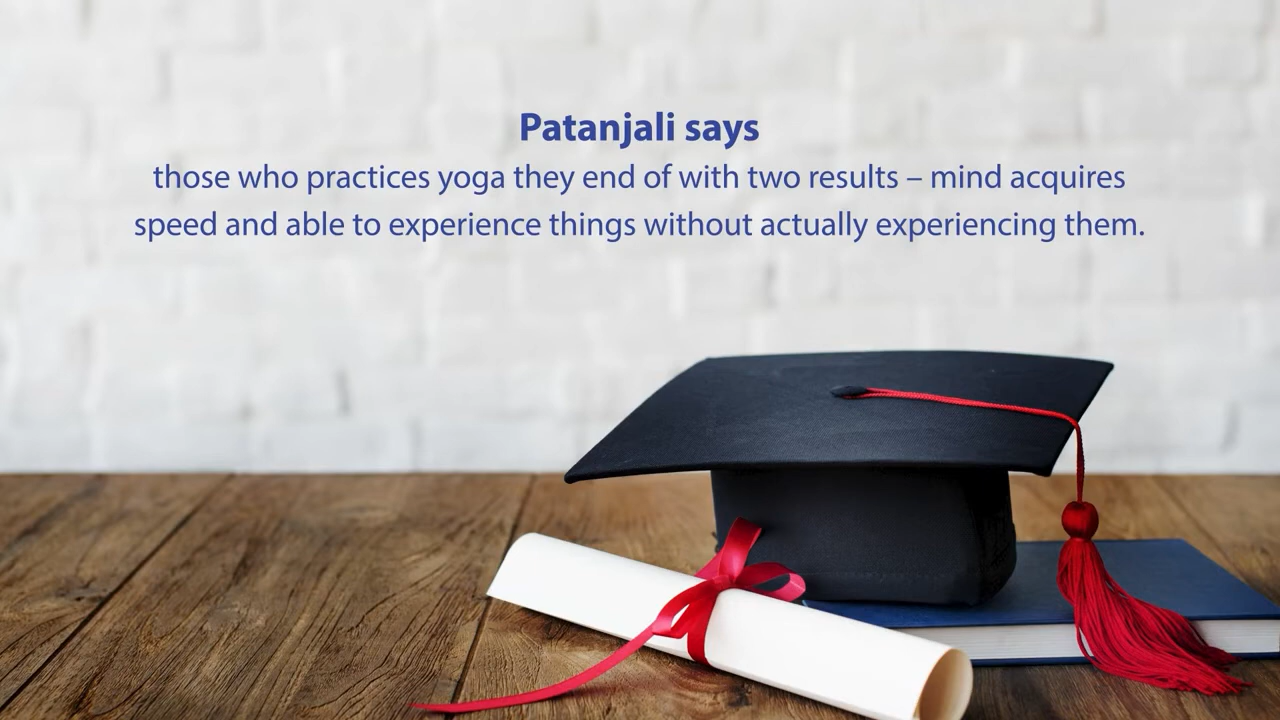 Patanjali says
those who practices yoga they end of with two results – mind acquires
speed and able to experience things without actually experiencing them.